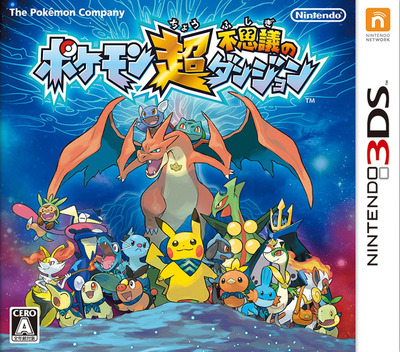 The Pokémon Company
Nintendo
NINTENDO
NETWORK
ちょう ふしぎ
ポケモン超不思議の
ダンジョン
TM
NINTENDO 3DS
CERO
A